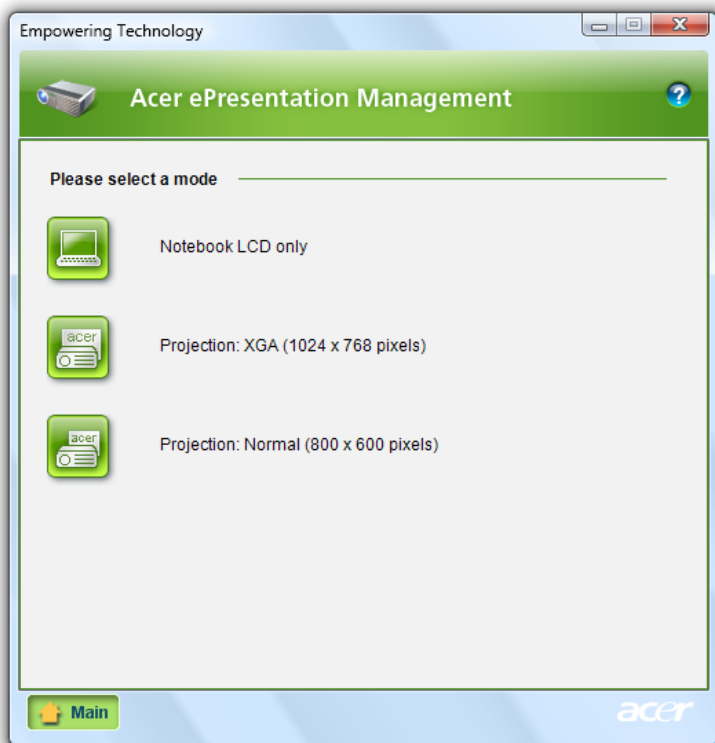 Empowering Technology
Acer ePresentation Management
?
Please select a mode
Notebook LCD only
acer
Projection: XGA (1024 x 768 pixels)
acer
Projection: Normal (800 x 600 pixels)
Main
acer